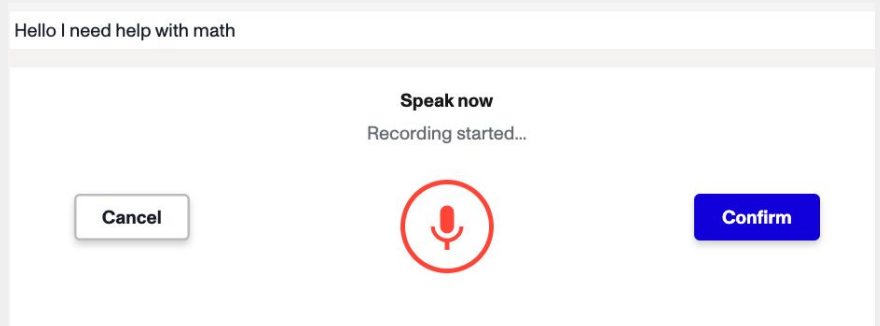 Hello I need help with math
Speak now
Recording started...
Cancel
Confirm